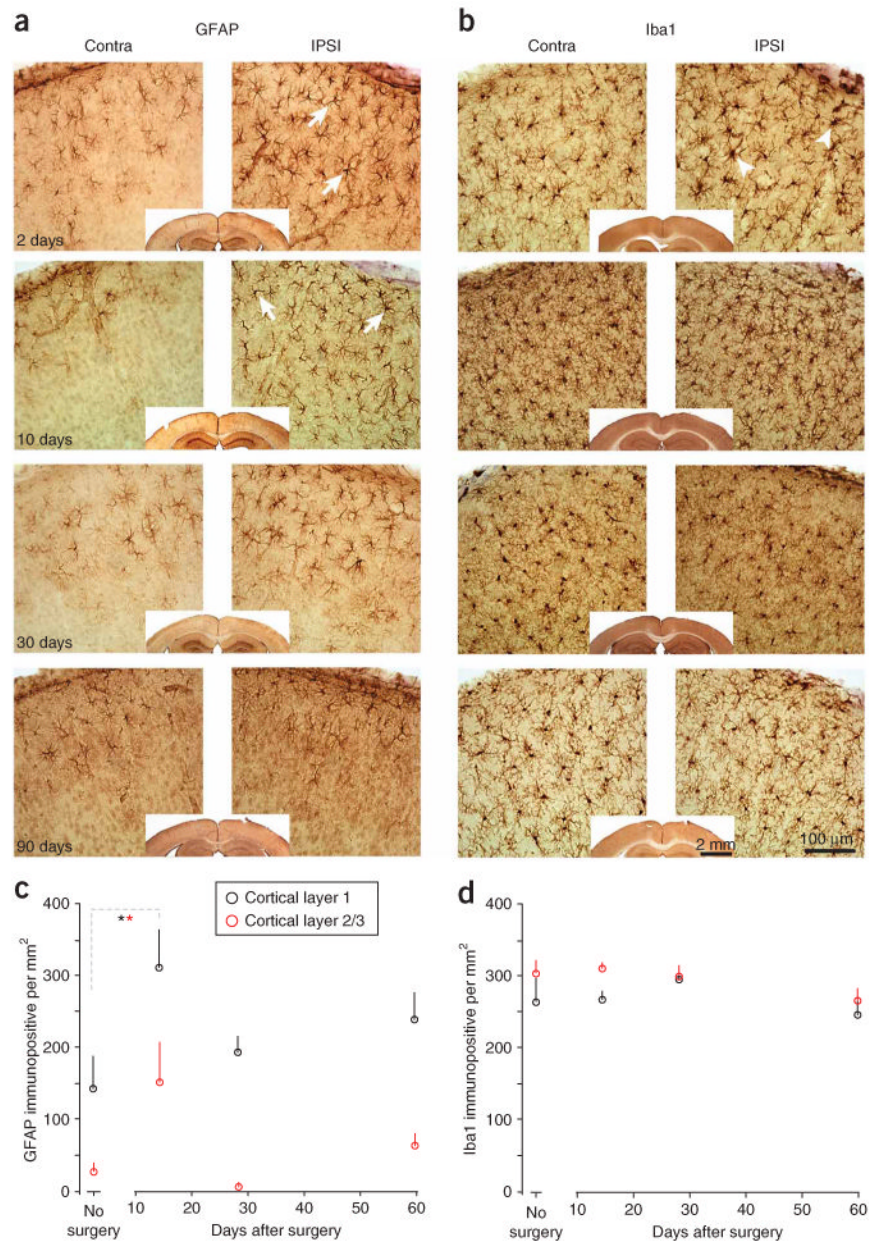 a
GFAP
Contra
IPSI
2 days
10 days
30 days
90 days
b
Iba1
Contra
IPSI
2 mm
100 μm
c
GFAP immunopositive per mm²
400
300
200
100
0
**
Cortical layer 1
Cortical layer 2/3
No surgery
10 20 30 40 50 60
Days after surgery
d
Iba1 immunopositive per mm²
400
300
200
100
0
No surgery
10 20 30 40 50 60
Days after surgery